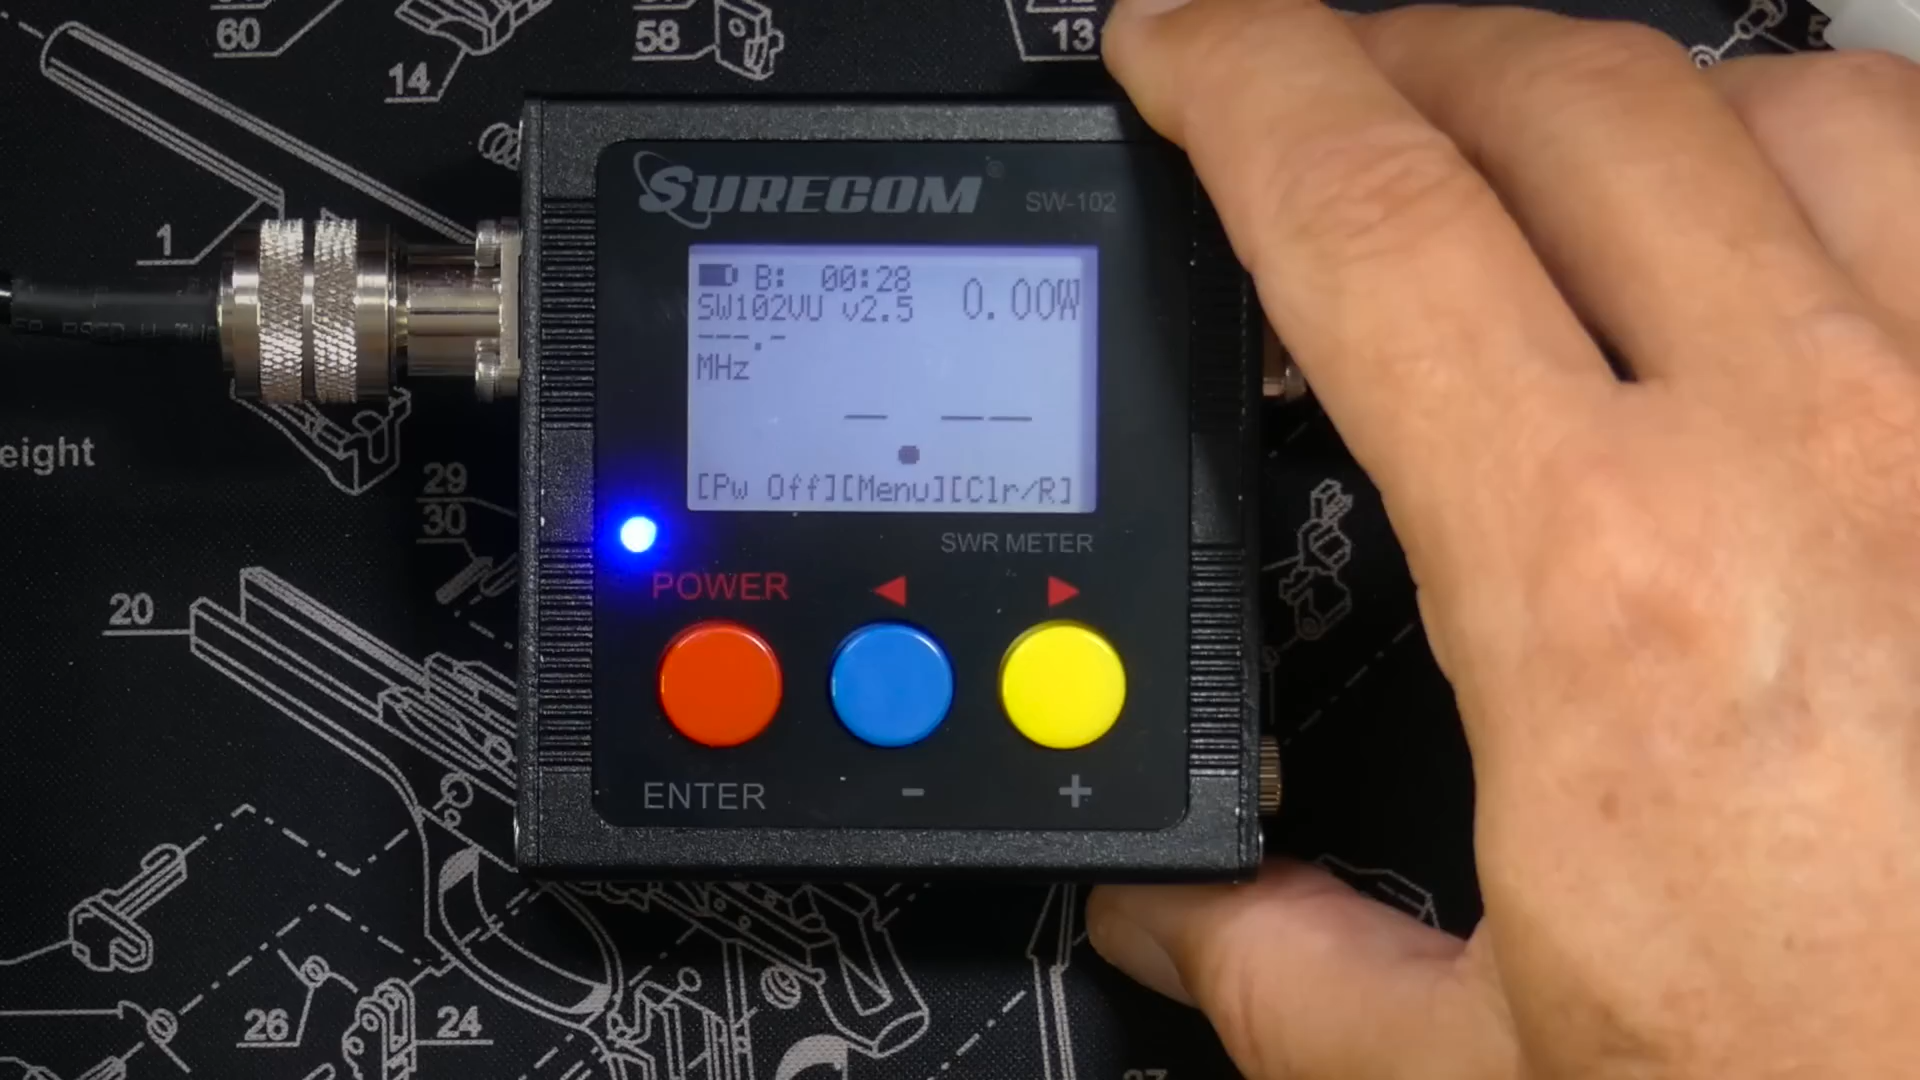 60
58
13
14
1
SURECOM
SW-102
B: 00:28
0.00W
SW102VU v2.5
---.-
MHz
- . --
[Pw Off][Menu][Clr/R]
SWR METER
POWER ◀ ▶
ENTER - +
eight
29
30
20
26
24